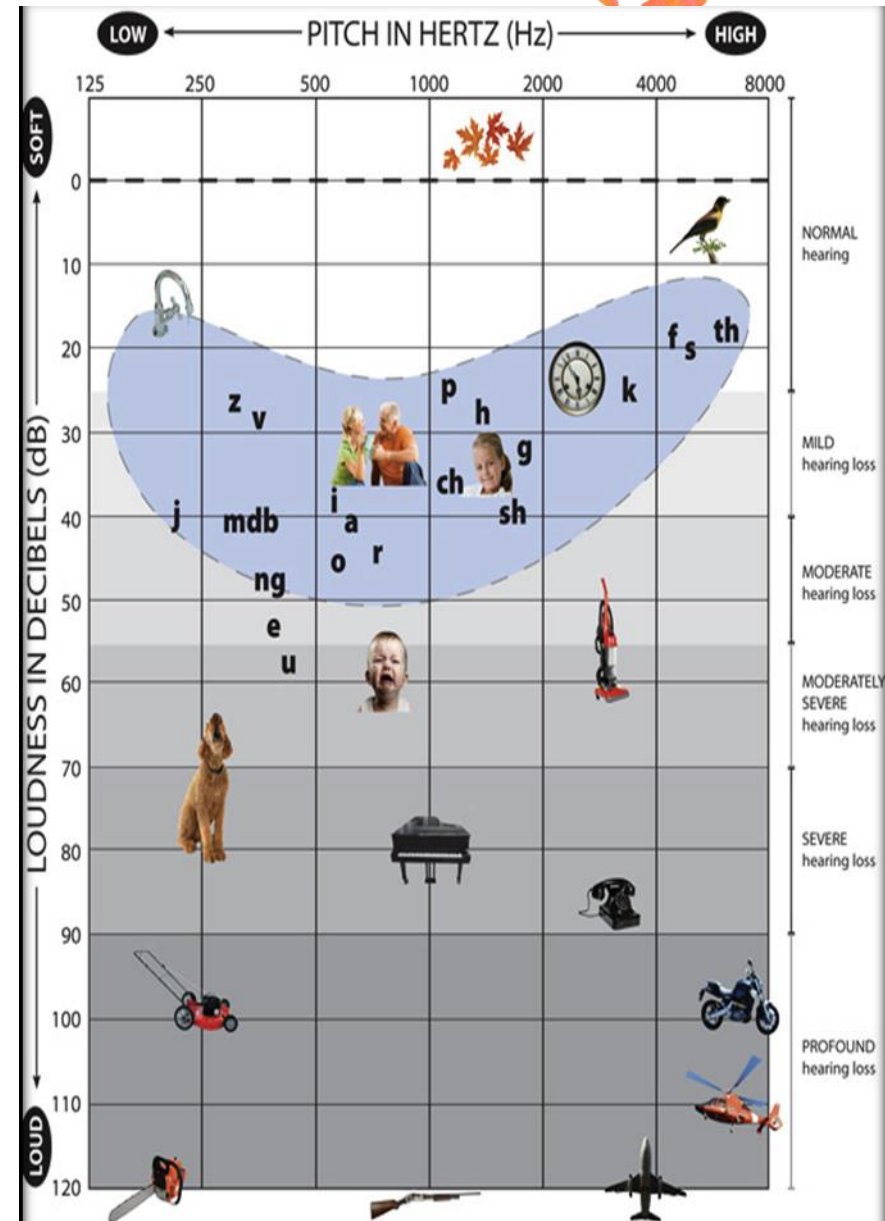 LOW PITCH IN HERTZ (Hz) HIGH
125 250 500 1000 2000 4000 8000
SOFT
LOUDNESS IN DECIBELS (dB)
LOUD
0
10
20
30
40
50
60
70
80
90
100
110
120
f s th
z v p h k
g
ch
j mdb i a sh
o r
ng
e
u
NORMAL
hearing
MILD
hearing loss
MODERATE
hearing loss
MODERATELY
SEVERE
hearing loss
SEVERE
hearing loss
PROFOUND
hearing loss